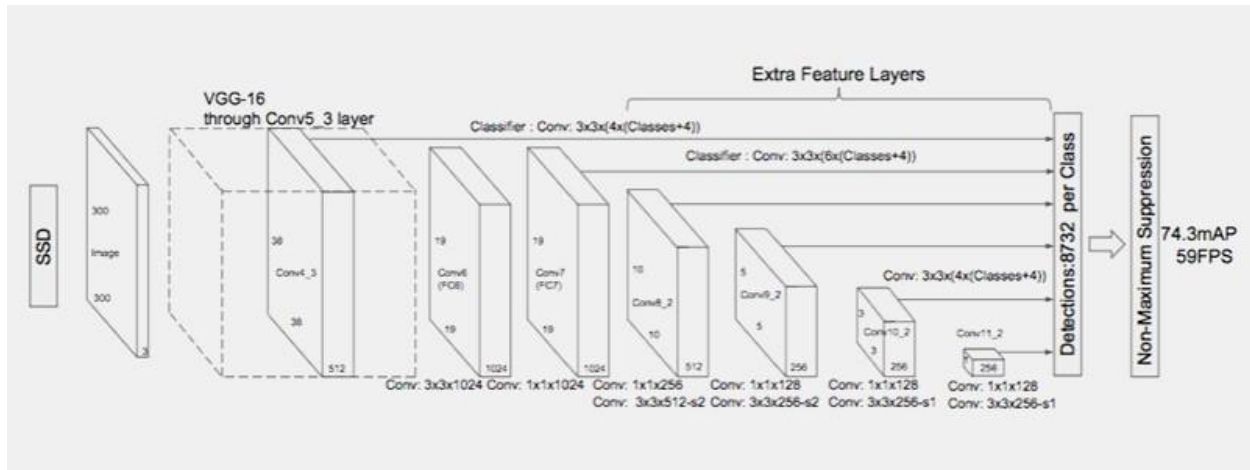 Extra Feature Layers
VGG-16
through Conv5_3 layer
Classifier : Conv: 3x3x(4x(Classes+4))
Classifier : Conv: 3x3x(6x(Classes+4))
SSD
300
Image
300
3
38
Conv4_3
38
512
19
Conv6
(FC6)
19
1024
19
Conv7
(FC7)
19
1024
10
Conv8_2
10
512
5
Conv9_2
5
256
Conv: 3x3x(4x(Classes+4))
3
Conv10_2
3
256
Conv11_2
256
Conv: 3x3x1024
Conv: 1x1x1024
Conv: 1x1x256
Conv: 3x3x512-s2
Conv: 1x1x128
Conv: 3x3x256-s2
Conv: 1x1x128
Conv: 3x3x256-s1
Conv: 1x1x128
Conv: 3x3x256-s1
Detections:8732 per Class
Non-Maximum Suppression
74.3mAP
59FPS